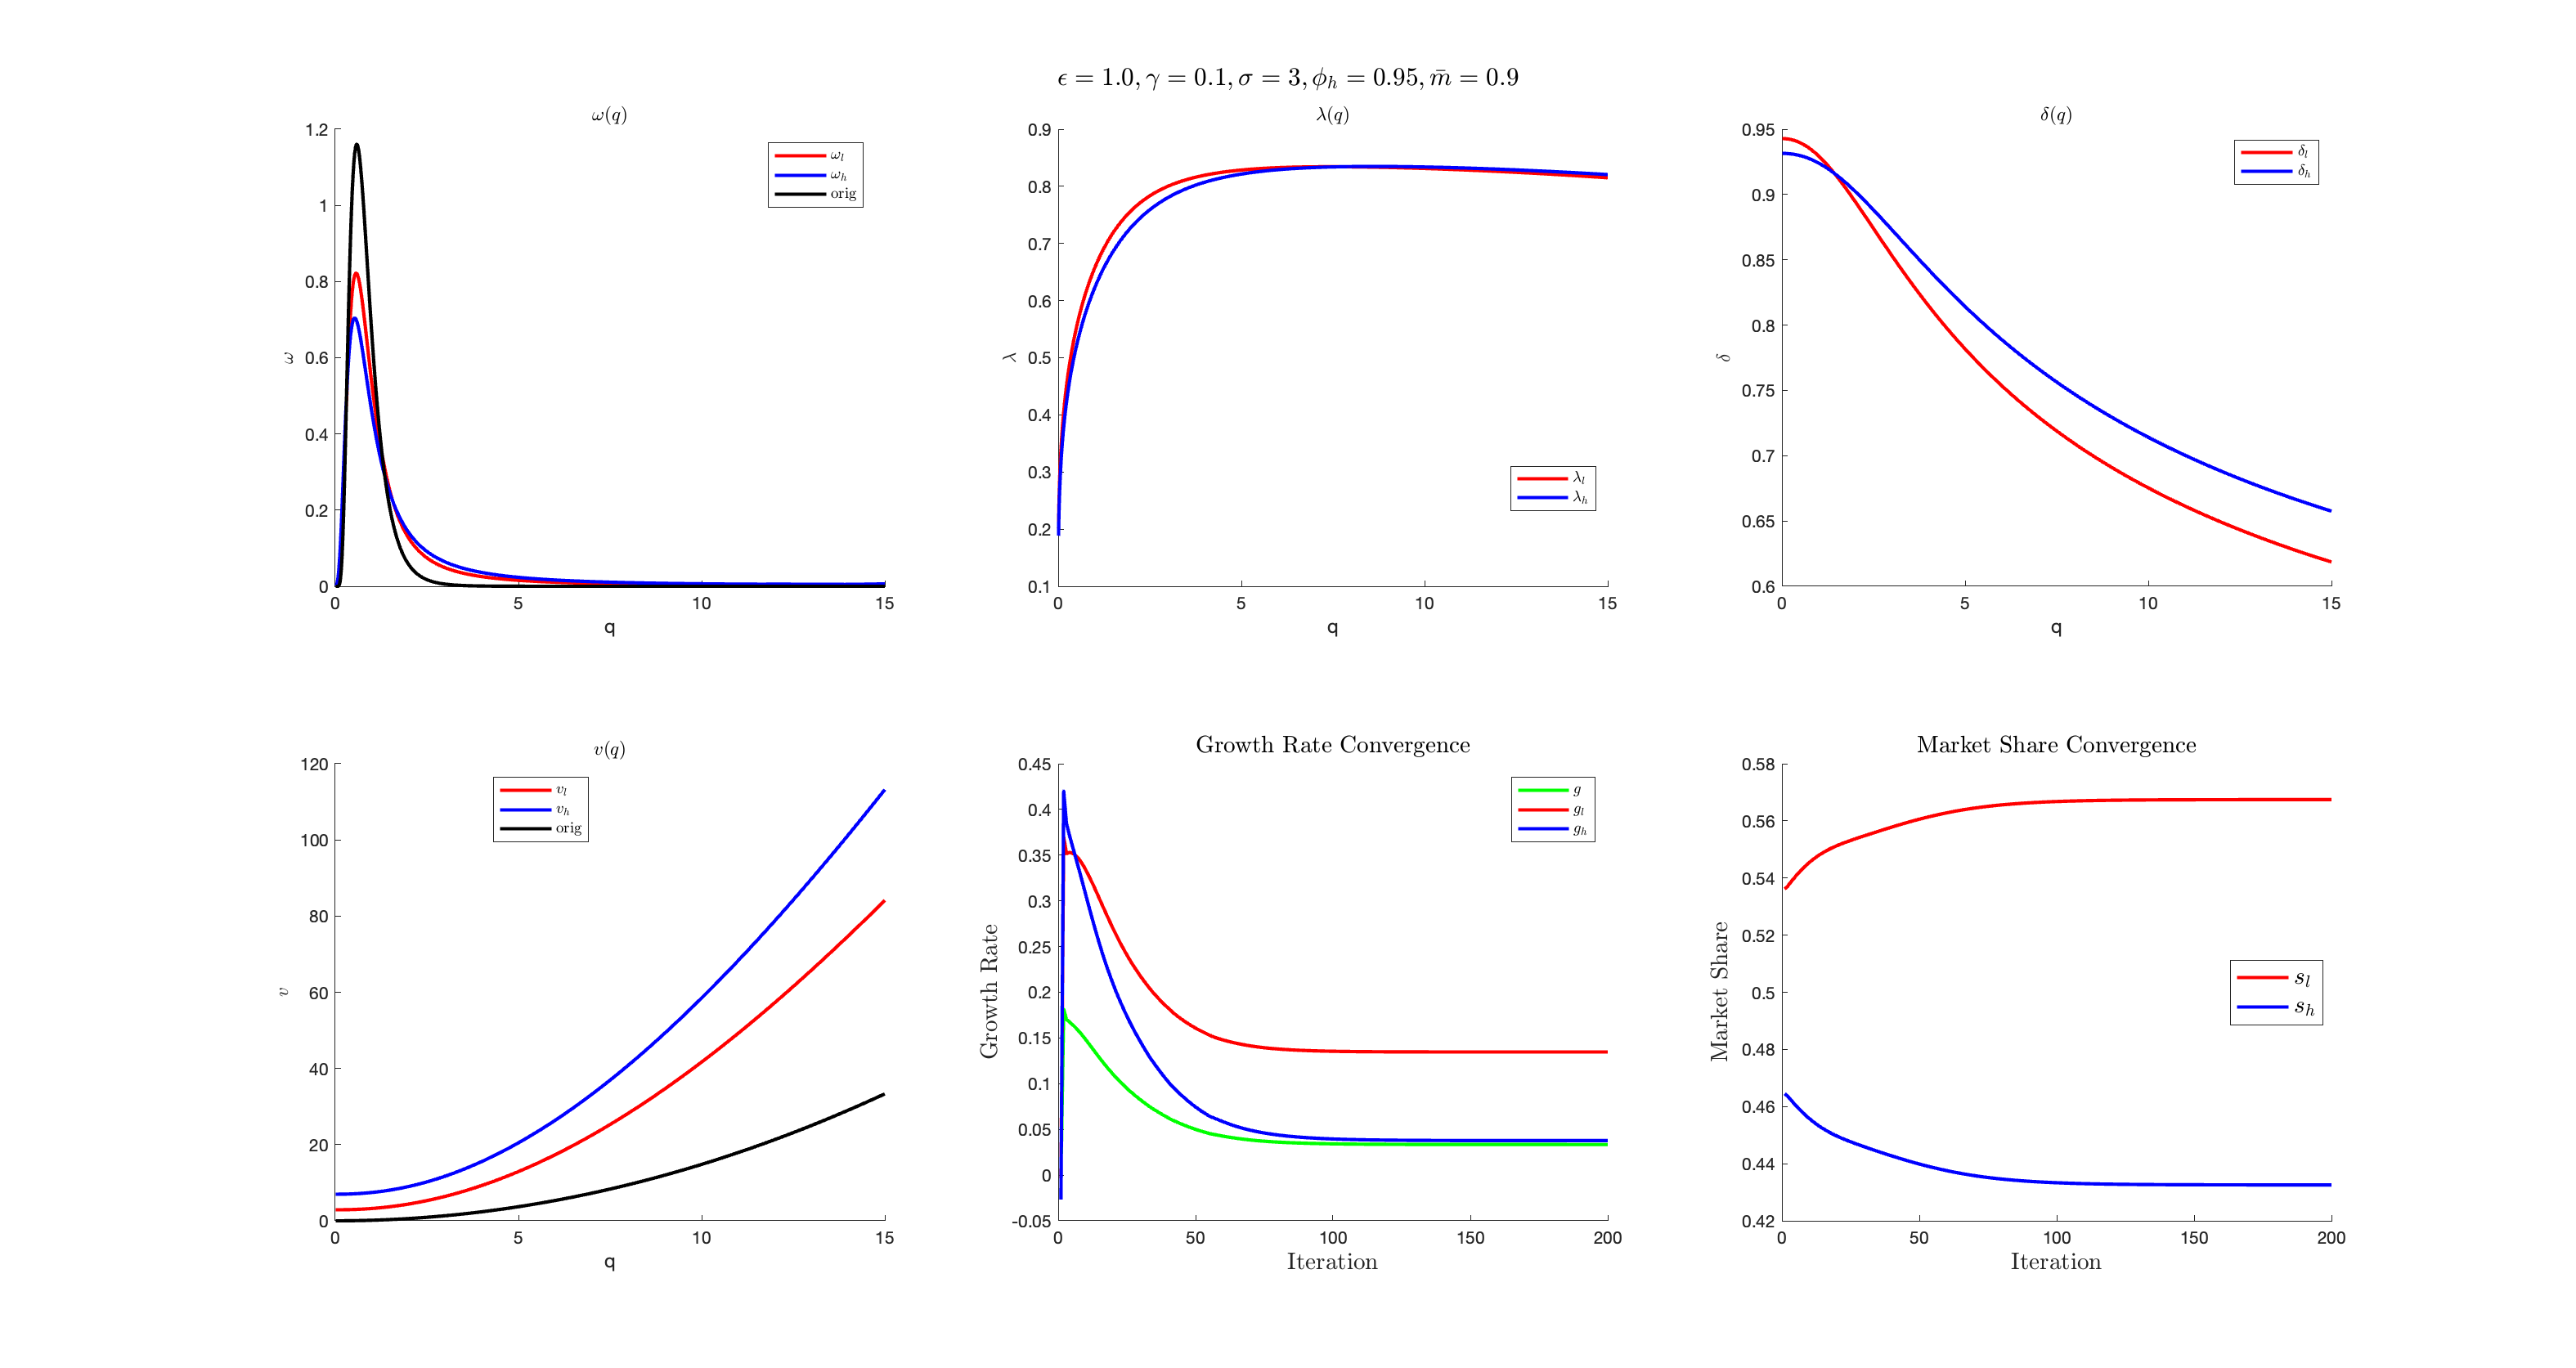 ϵ = 1.0, γ = 0.1, σ = 3, ϕ_h = 0.95, m̄ = 0.9
ω(q)
1.2
1
0.8
0.6
0.4
0.2
0
ω
0
5
10
15
q
ω_l
ω_h
orig
λ(q)
0.9
0.8
0.7
0.6
0.5
0.4
0.3
0.2
0.1
λ
0
5
10
15
q
λ_l
λ_h
δ(q)
0.95
0.9
0.85
0.8
0.75
0.7
0.65
0.6
δ
0
5
10
15
q
δ_l
δ_h
v(q)
120
100
80
60
40
20
0
v
0
5
10
15
q
v_l
v_h
orig
Growth Rate Convergence
0.45
0.4
0.35
0.3
0.25
0.2
0.15
0.1
0.05
0
-0.05
Growth Rate
0
50
100
150
200
Iteration
g
g_l
g_h
Market Share Convergence
0.58
0.56
0.54
0.52
0.5
0.48
0.46
0.44
0.42
Market Share
0
50
100
150
200
Iteration
s_l
s_h